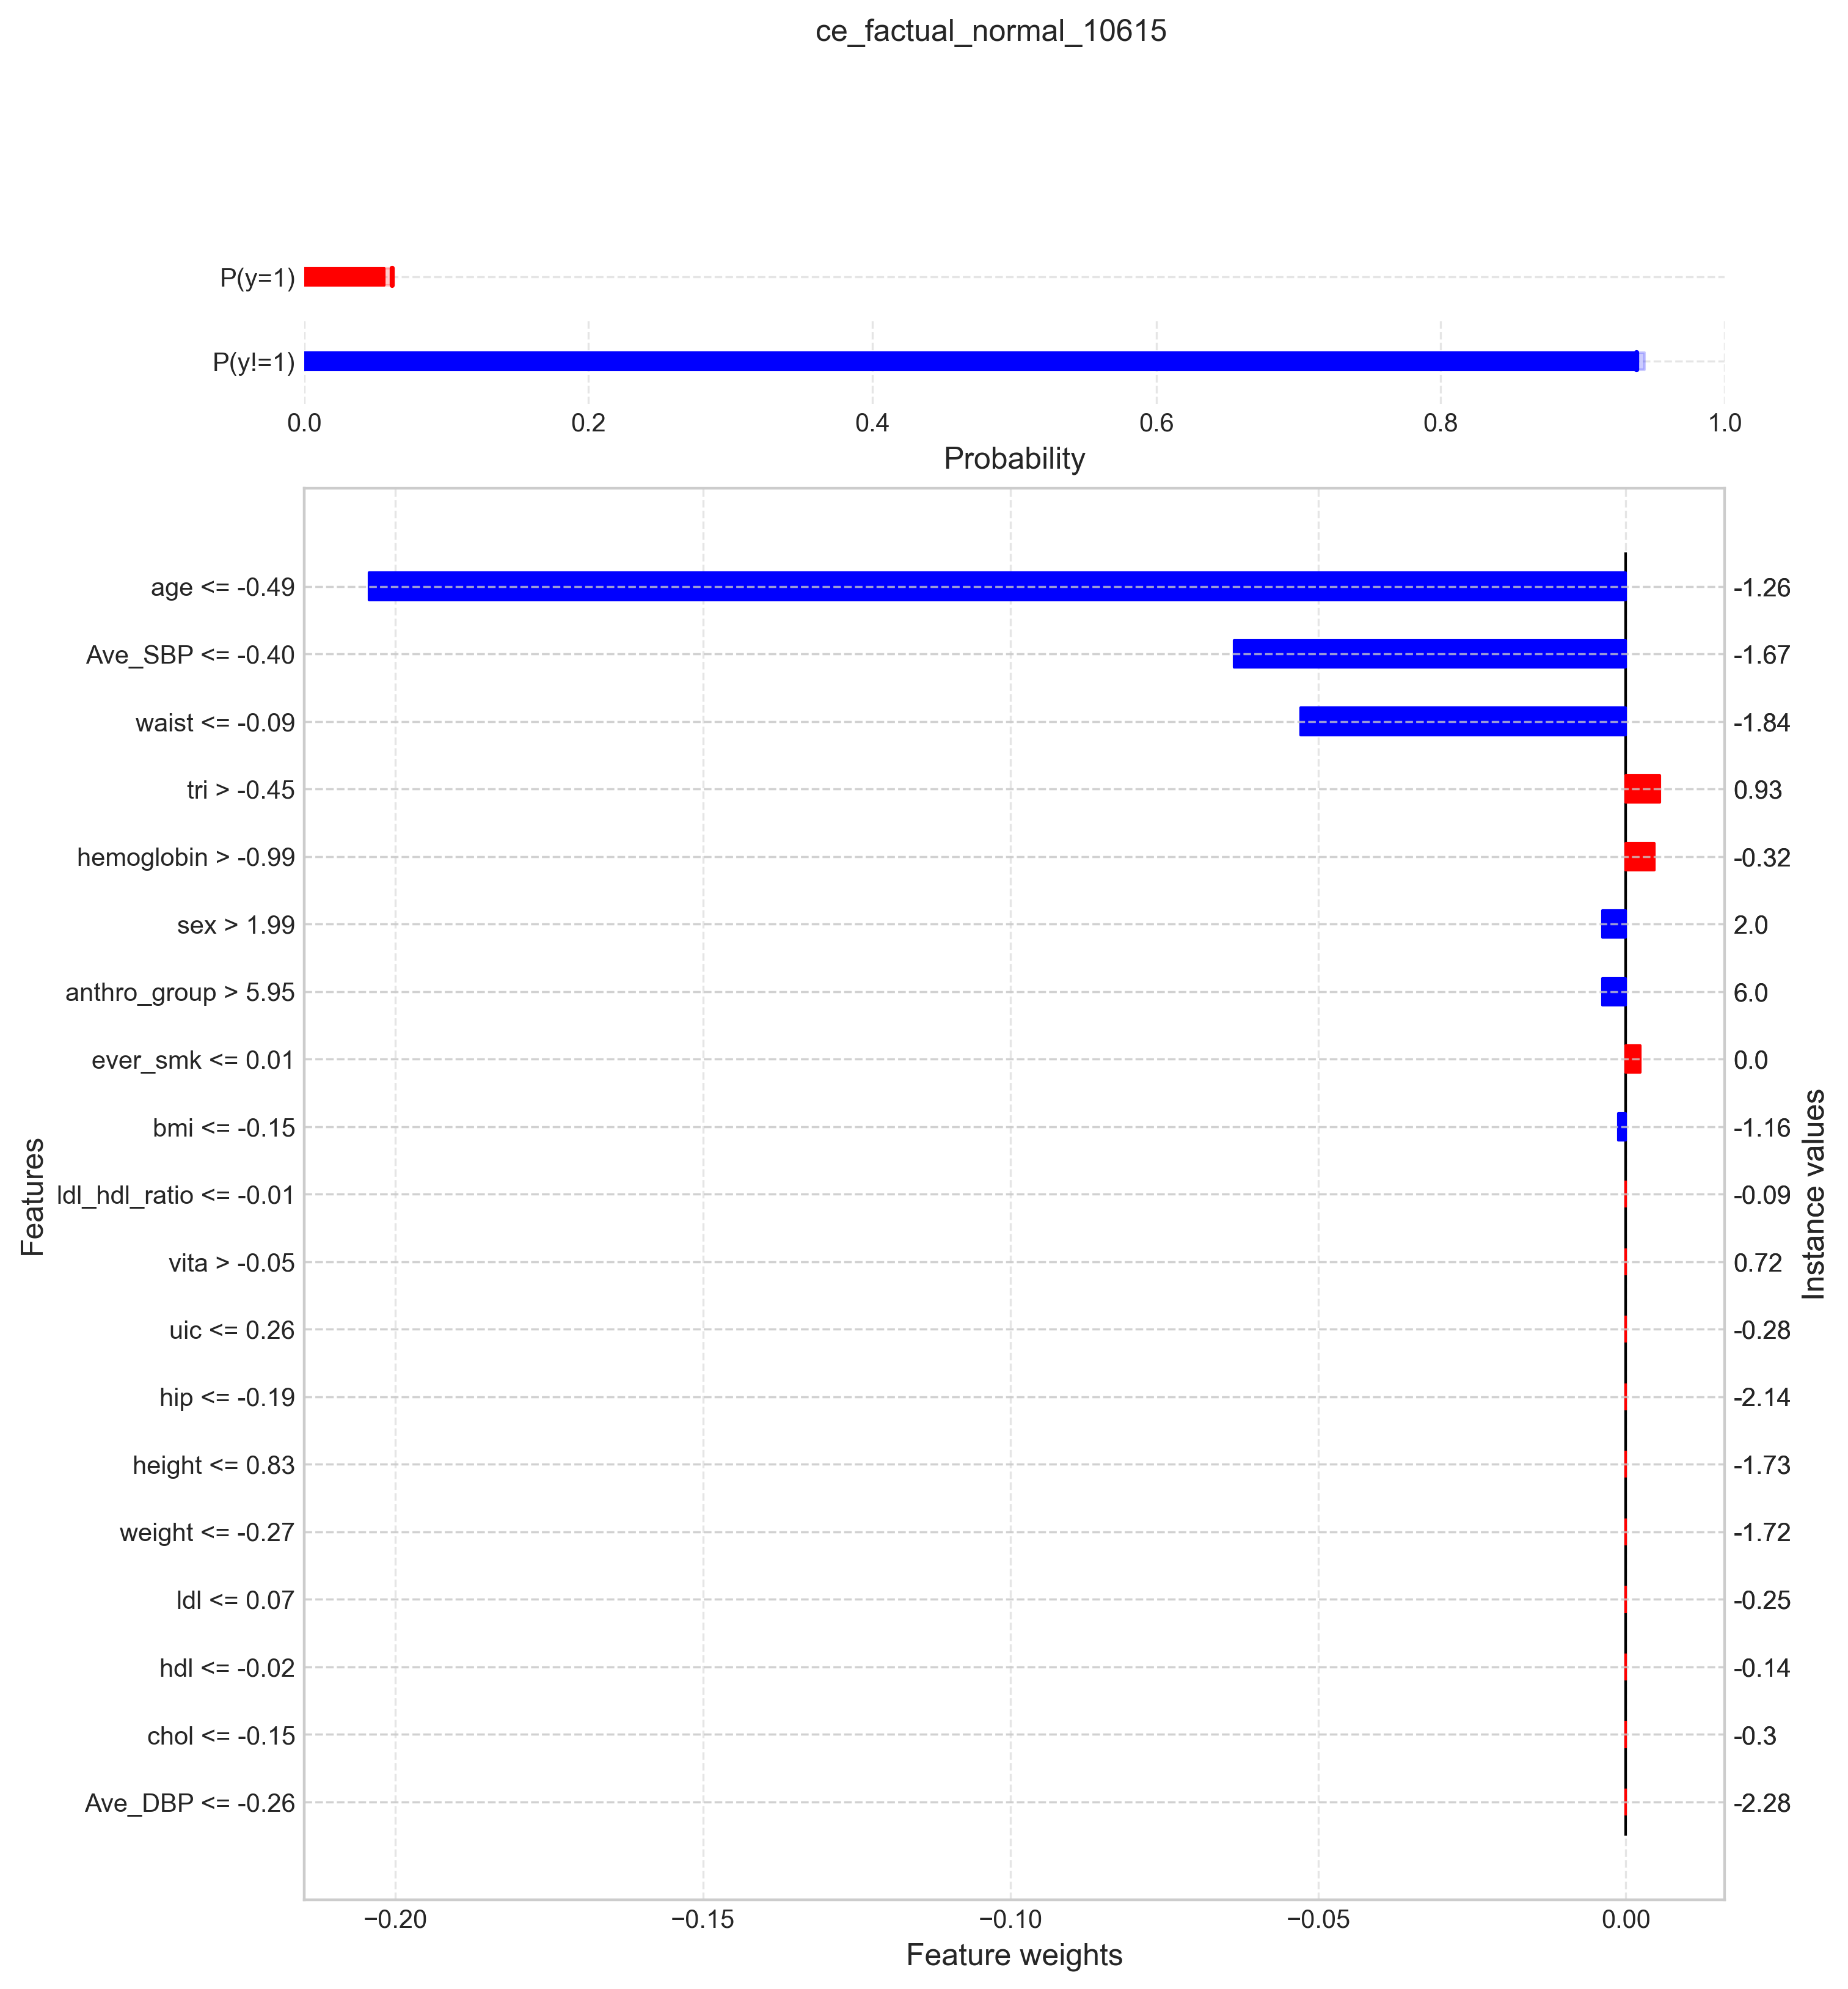 ce_factual_normal_10615
P(y=1)
P(y!=1)
0.0 0.2 0.4 0.6 0.8 1.0
Probability
age <= -0.49 -1.26
Ave_SBP <= -0.40 -1.67
waist <= -0.09 -1.84
tri > -0.45 0.93
hemoglobin > -0.99 -0.32
sex > 1.99 2.0
anthro_group > 5.95 6.0
ever_smk <= 0.01 0.0
bmi <= -0.15 -1.16
ldl_hdl_ratio <= -0.01 -0.09
vita > -0.05 0.72
uic <= 0.26 -0.28
hip <= -0.19 -2.14
height <= 0.83 -1.73
weight <= -0.27 -1.72
ldl <= 0.07 -0.25
hdl <= -0.02 -0.14
chol <= -0.15 -0.3
Ave_DBP <= -0.26 -2.28
Features
Instance values
−0.20 −0.15 −0.10 −0.05 0.00
Feature weights